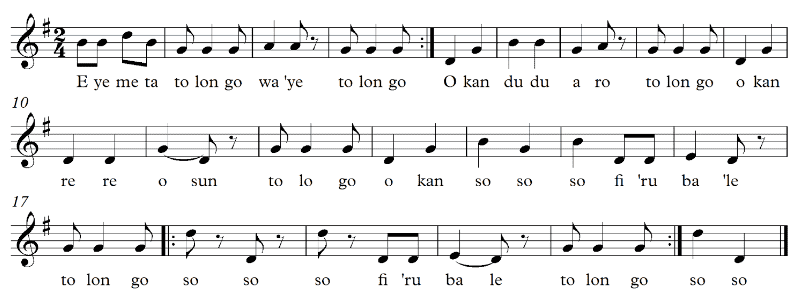 2 4
E ye me ta to lon go wa 'ye to lon go O kan du du a ro to lon go o kan
10
re re o sun to lo go o kan so so so fi 'ru ba 'le
17
to lon go so so so fi 'ru ba le to lon go so so